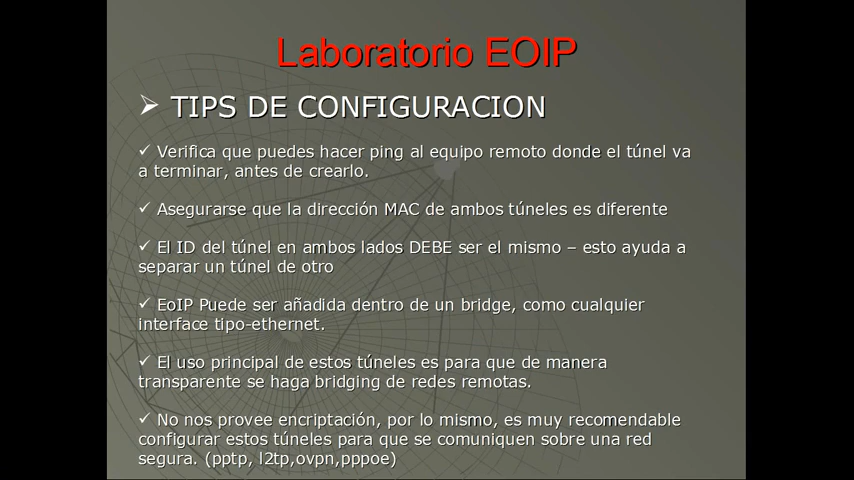 Laboratorio EOIP
➢ TIPS DE CONFIGURACION
✓ Verifica que puedes hacer ping al equipo remoto donde el túnel va
a terminar, antes de crearlo.
✓ Asegurarse que la dirección MAC de ambos túneles es diferente
✓ El ID del túnel en ambos lados DEBE ser el mismo – esto ayuda a
separar un túnel de otro
✓ EoIP Puede ser añadida dentro de un bridge, como cualquier
interface tipo-ethernet.
✓ El uso principal de estos túneles es para que de manera
transparente se haga bridging de redes remotas.
✓ No nos provee encriptación, por lo mismo, es muy recomendable
configurar estos túneles para que se comuniquen sobre una red
segura. (pptp, l2tp,ovpn,pppoe)